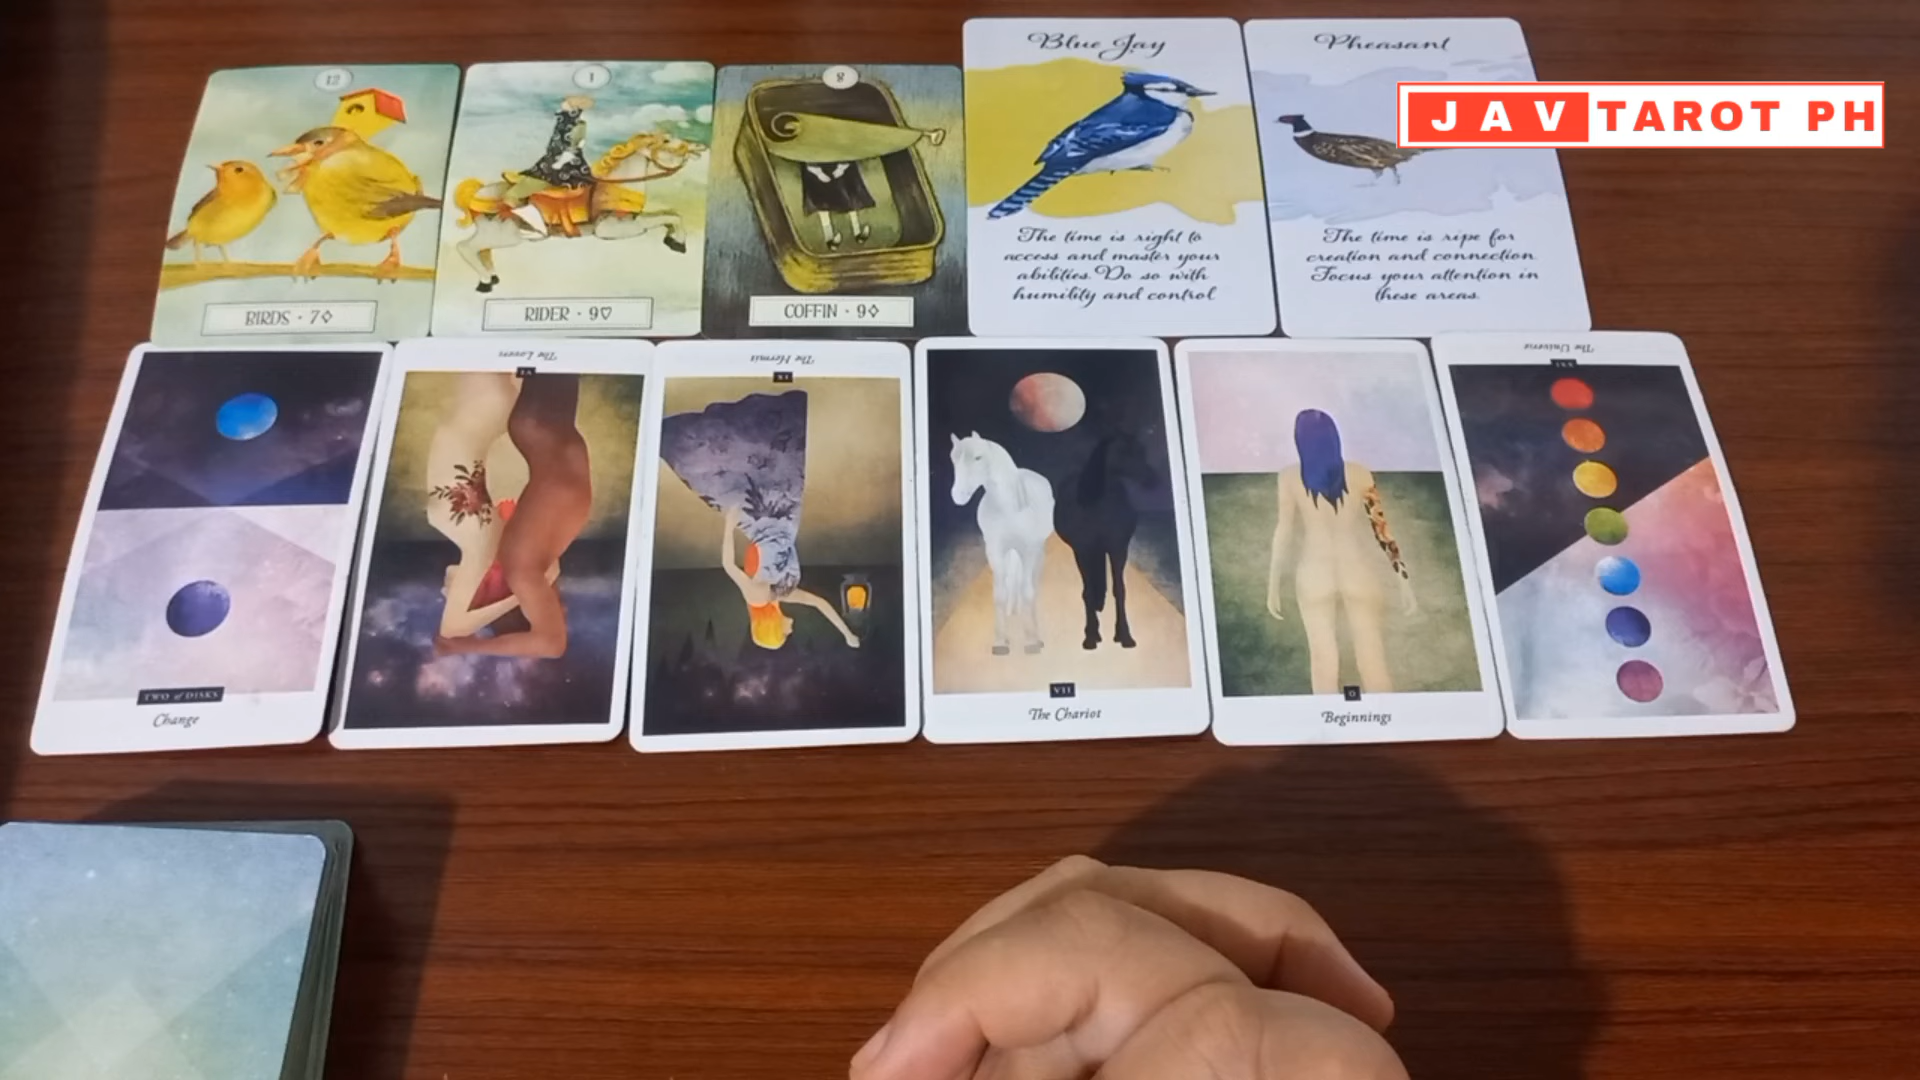 12
BIRDS · 7♢
1
RIDER · 9♡
8
COFFIN · 9♢
Blue Jay
The time is right to
access and master your
abilities. Do so with
humility and control
Pheasant
The time is ripe for
creation and connection.
Focus your attention in
these areas.
JAV TAROT PH
TWO of DISKS
Change
The Lovers
VI
The Hermit
IX
VII
The Chariot
0
Beginnings
The Universe
XXI